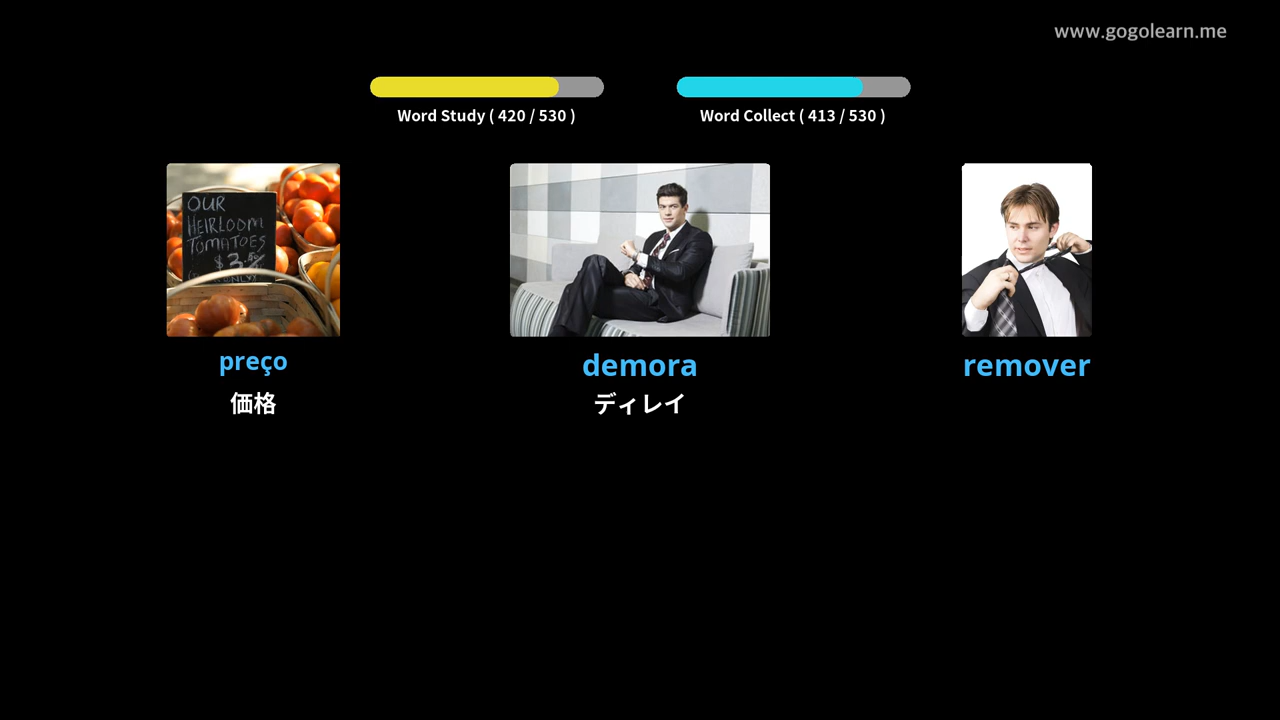 www.gogolearn.me
Word Study ( 420 / 530 )
Word Collect ( 413 / 530 )
OUR
HEIRLOOM
TOMATOES
preço
demora
remover
価格
ディレイ